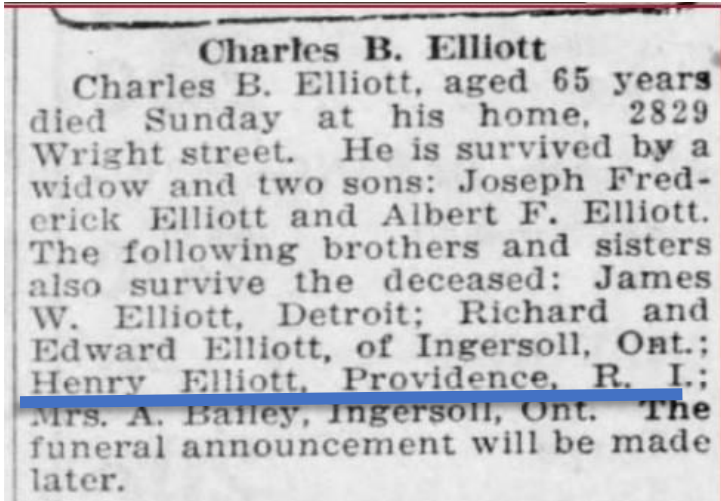 Charles B. Elliott
Charles B. Elliott, aged 65 years
died Sunday at his home, 2829
Wright street. He is survived by a
widow and two sons: Joseph Fred-
erick Elliott and Albert F. Elliott.
The following brothers and sisters
also survive the deceased: James
W. Elliott, Detroit; Richard and
Edward Elliott, of Ingersoll, Ont.;
Henry Elliott, Providence, R. I.;
Mrs. A. Bailey, Ingersoll, Ont. The
funeral announcement will be made
later.